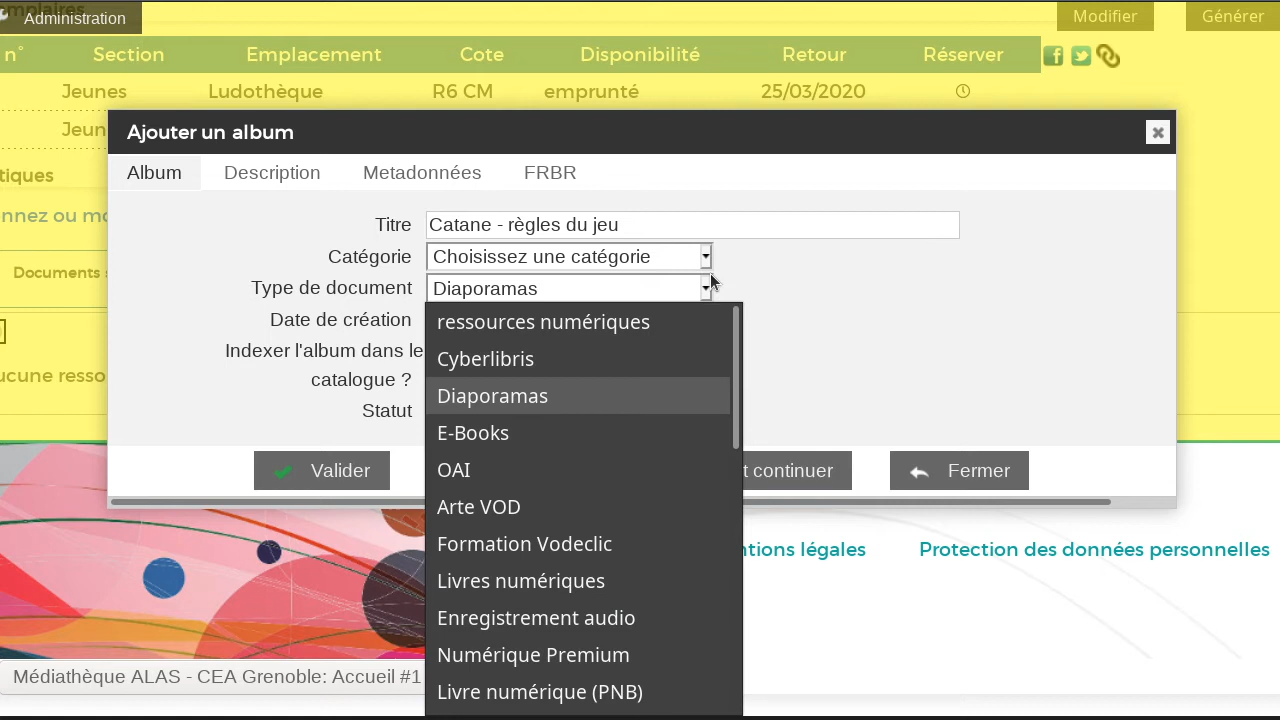 Administration
Modifier
Générer
n° Section Emplacement Cote Disponibilité Retour Réserver
Jeunes Ludothèque R6 CM emprunté 25/03/2020
Jeun
tiques
nnez ou mo
Documents
ucune resso
Ajouter un album
Album Description Metadonnées FRBR
Titre Catane - règles du jeu
Catégorie Choisissez une catégorie
Type de document Diaporamas
Date de création
Indexer l'album dans le
catalogue ?
Statut
ressources numériques
Cyberlibris
Diaporamas
E-Books
OAI
Arte VOD
Formation Vodeclic
Livres numériques
Enregistrement audio
Numérique Premium
Livre numérique (PNB)
Valider
t continuer
Fermer
ntions légales
Protection des données personnelles
Médiathèque ALAS - CEA Grenoble: Accueil #1